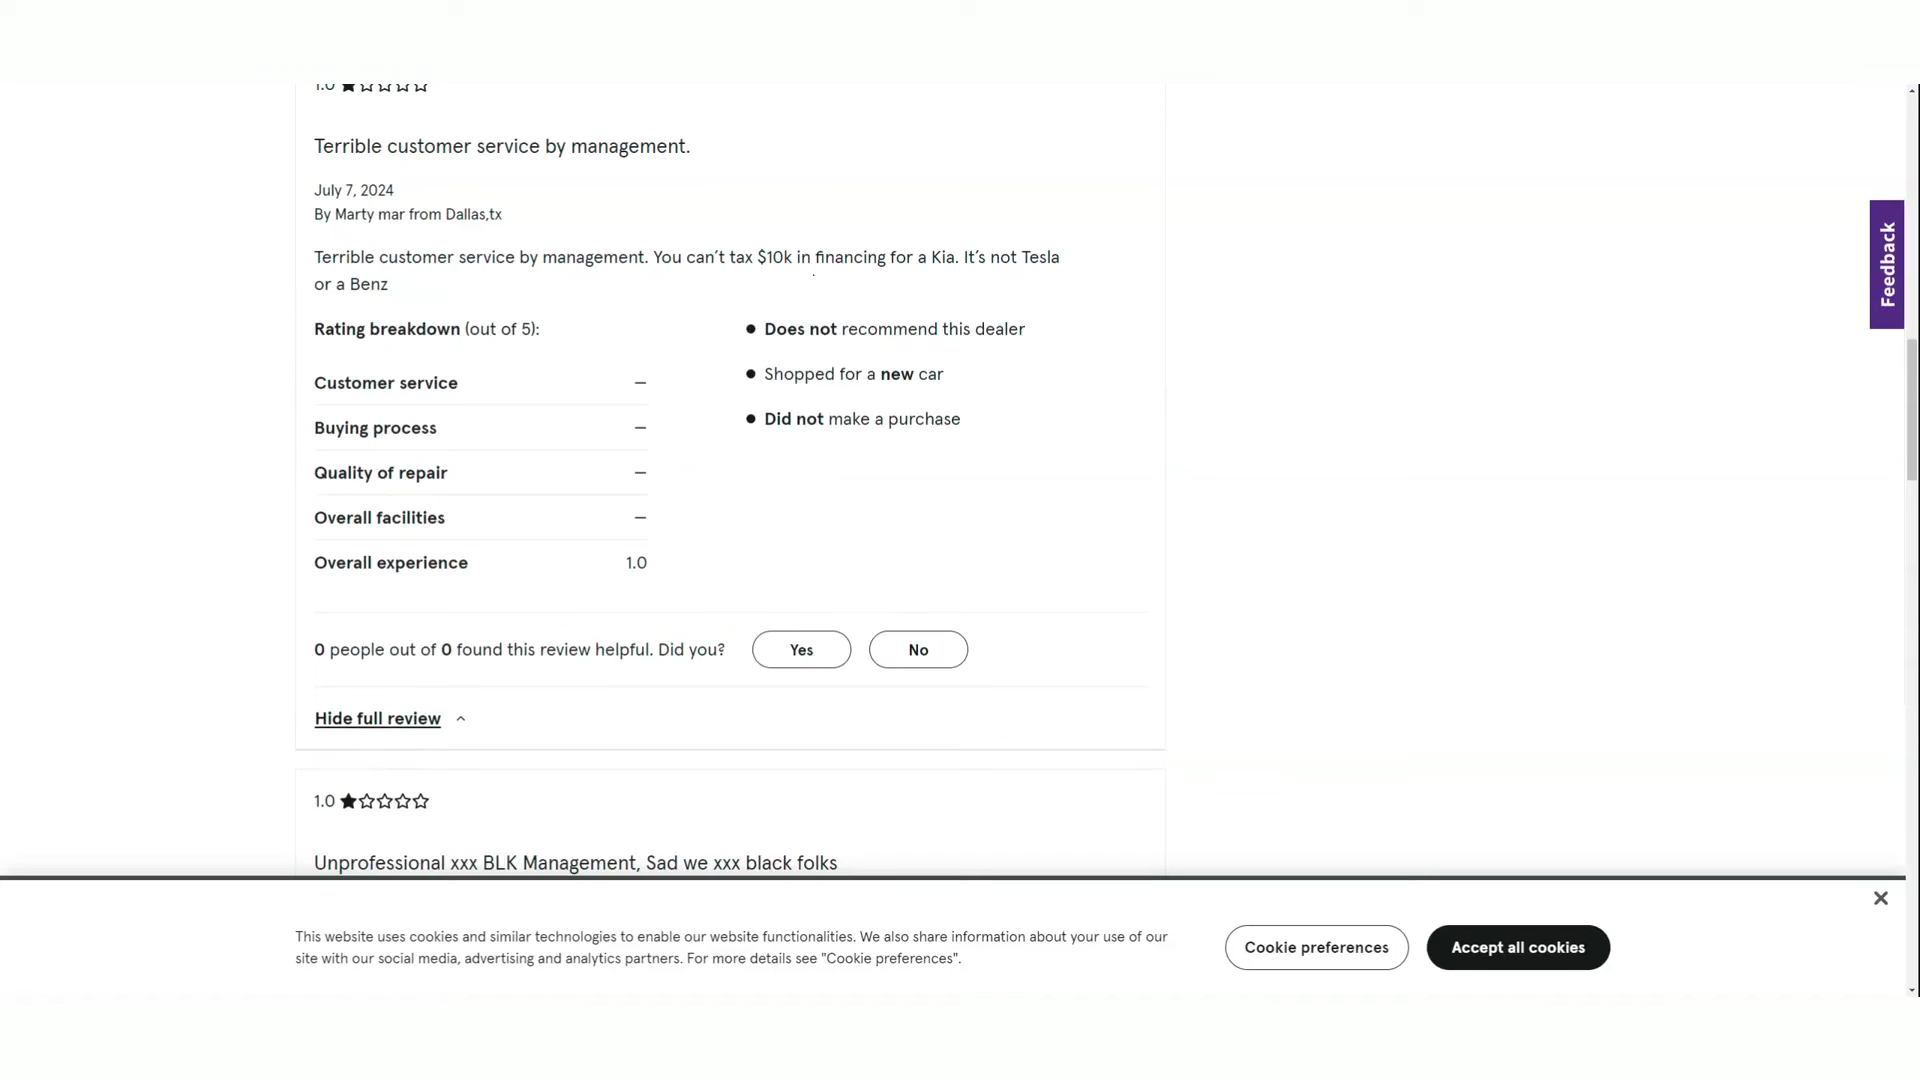 1.0
Terrible customer service by management.
July 7, 2024
By Marty mar from Dallas,tx
Terrible customer service by management. You can’t tax $10k in financing for a Kia. It’s not Tesla
or a Benz
Rating breakdown (out of 5):
Customer service –
Buying process –
Quality of repair –
Overall facilities –
Overall experience 1.0
● Does not recommend this dealer
● Shopped for a new car
● Did not make a purchase
0 people out of 0 found this review helpful. Did you? Yes No
Hide full review
1.0
Unprofessional xxx BLK Management, Sad we xxx black folks
This website uses cookies and similar technologies to enable our website functionalities. We also share information about your use of our
site with our social media, advertising and analytics partners. For more details see "Cookie preferences".
Cookie preferences
Accept all cookies
Feedback